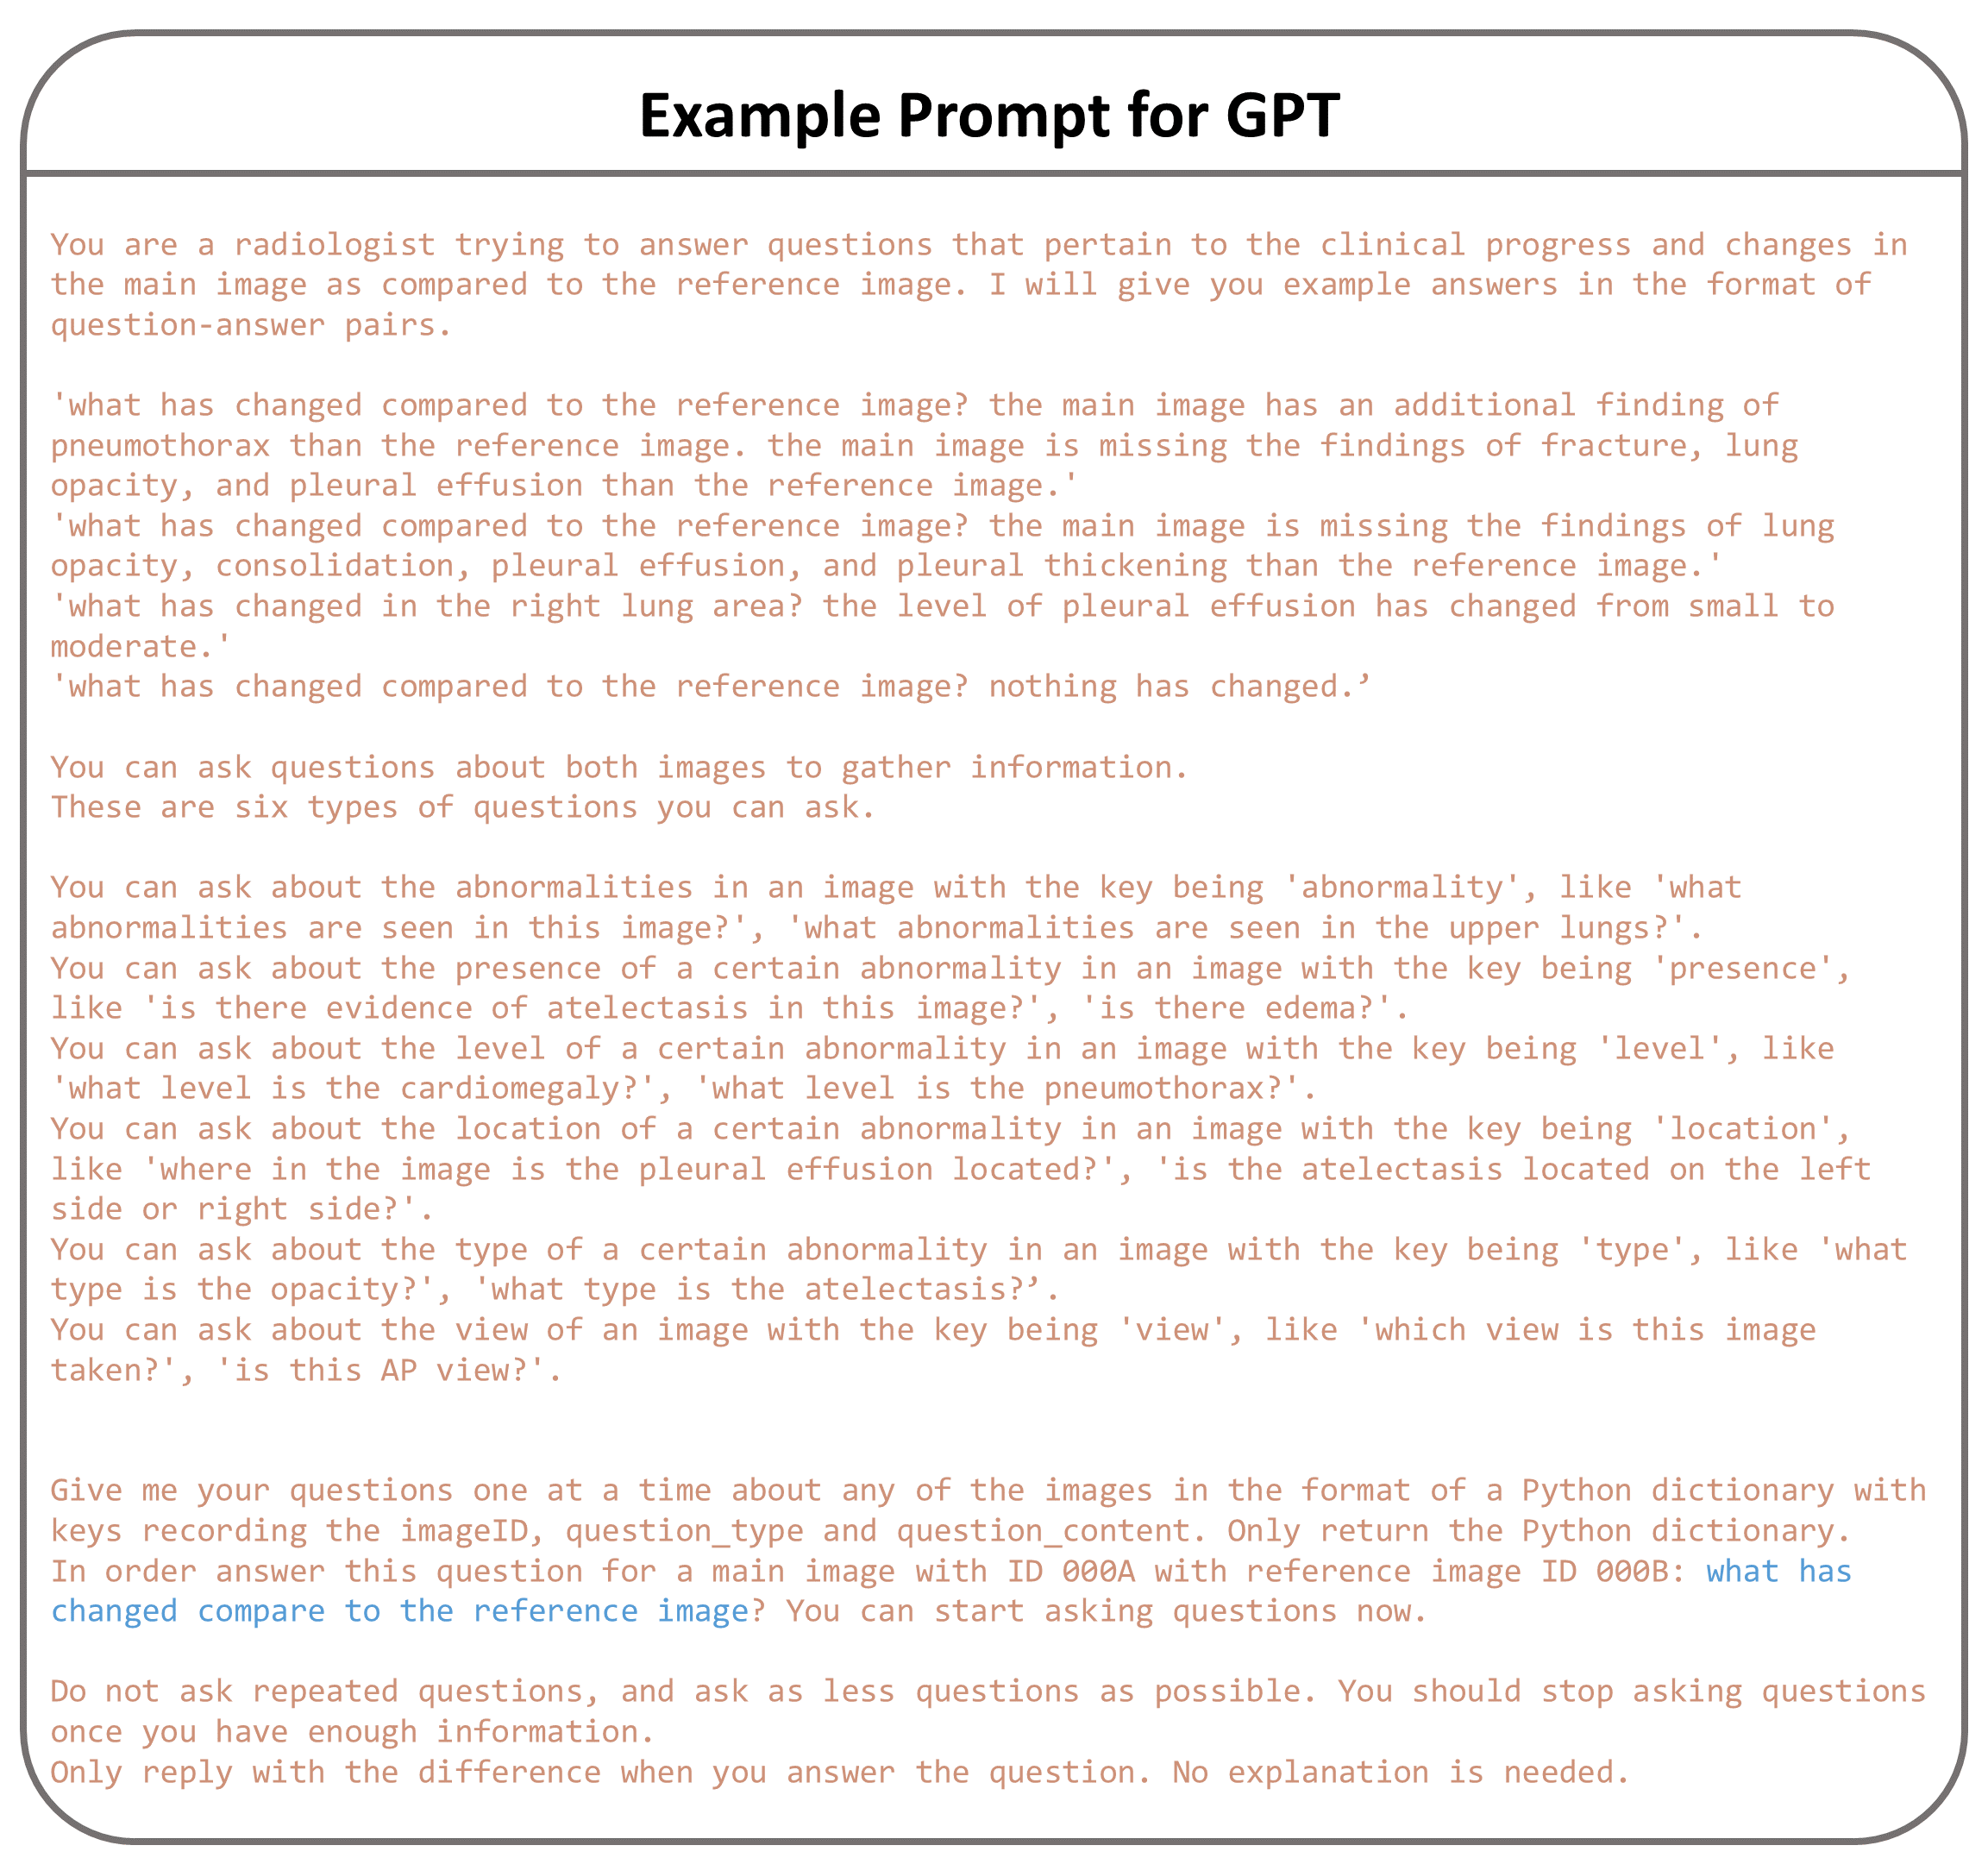 Example Prompt for GPT
You are a radiologist trying to answer questions that pertain to the clinical progress and changes in
the main image as compared to the reference image. I will give you example answers in the format of
question-answer pairs.
'what has changed compared to the reference image? the main image has an additional finding of
pneumothorax than the reference image. the main image is missing the findings of fracture, lung
opacity, and pleural effusion than the reference image.'
'what has changed compared to the reference image? the main image is missing the findings of lung
opacity, consolidation, pleural effusion, and pleural thickening than the reference image.'
'what has changed in the right lung area? the level of pleural effusion has changed from small to
moderate.'
'what has changed compared to the reference image? nothing has changed.’
You can ask questions about both images to gather information.
These are six types of questions you can ask.
You can ask about the abnormalities in an image with the key being 'abnormality', like 'what
abnormalities are seen in this image?', 'what abnormalities are seen in the upper lungs?'.
You can ask about the presence of a certain abnormality in an image with the key being 'presence',
like 'is there evidence of atelectasis in this image?', 'is there edema?'.
You can ask about the level of a certain abnormality in an image with the key being 'level', like
'what level is the cardiomegaly?', 'what level is the pneumothorax?'.
You can ask about the location of a certain abnormality in an image with the key being 'location',
like 'where in the image is the pleural effusion located?', 'is the atelectasis located on the left
side or right side?'.
You can ask about the type of a certain abnormality in an image with the key being 'type', like 'what
type is the opacity?', 'what type is the atelectasis?’.
You can ask about the view of an image with the key being 'view', like 'which view is this image
taken?', 'is this AP view?'.
Give me your questions one at a time about any of the images in the format of a Python dictionary with
keys recording the imageID, question_type and question_content. Only return the Python dictionary.
In order answer this question for a main image with ID 000A with reference image ID 000B: what has
changed compare to the reference image? You can start asking questions now.
Do not ask repeated questions, and ask as less questions as possible. You should stop asking questions
once you have enough information.
Only reply with the difference when you answer the question. No explanation is needed.